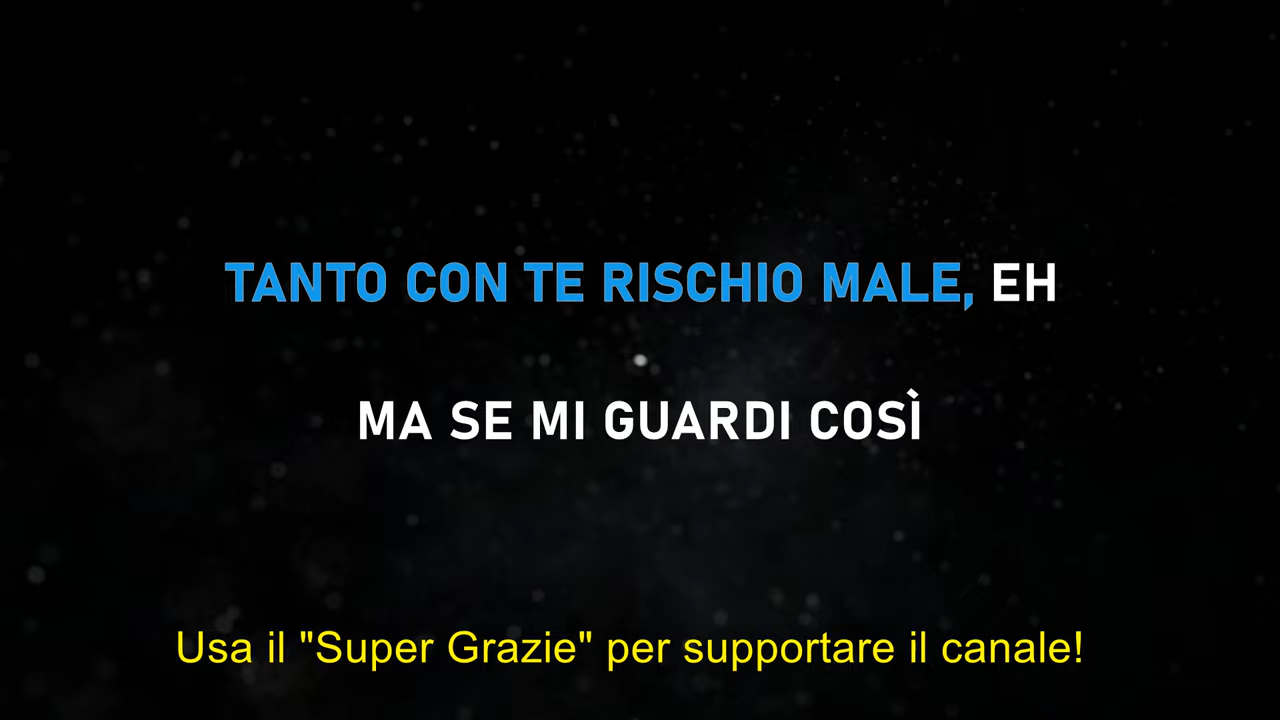 TANTO CON TE RISCHIO MALE, EH
MA SE MI GUARDI COSÌ
Usa il "Super Grazie" per supportare il canale!